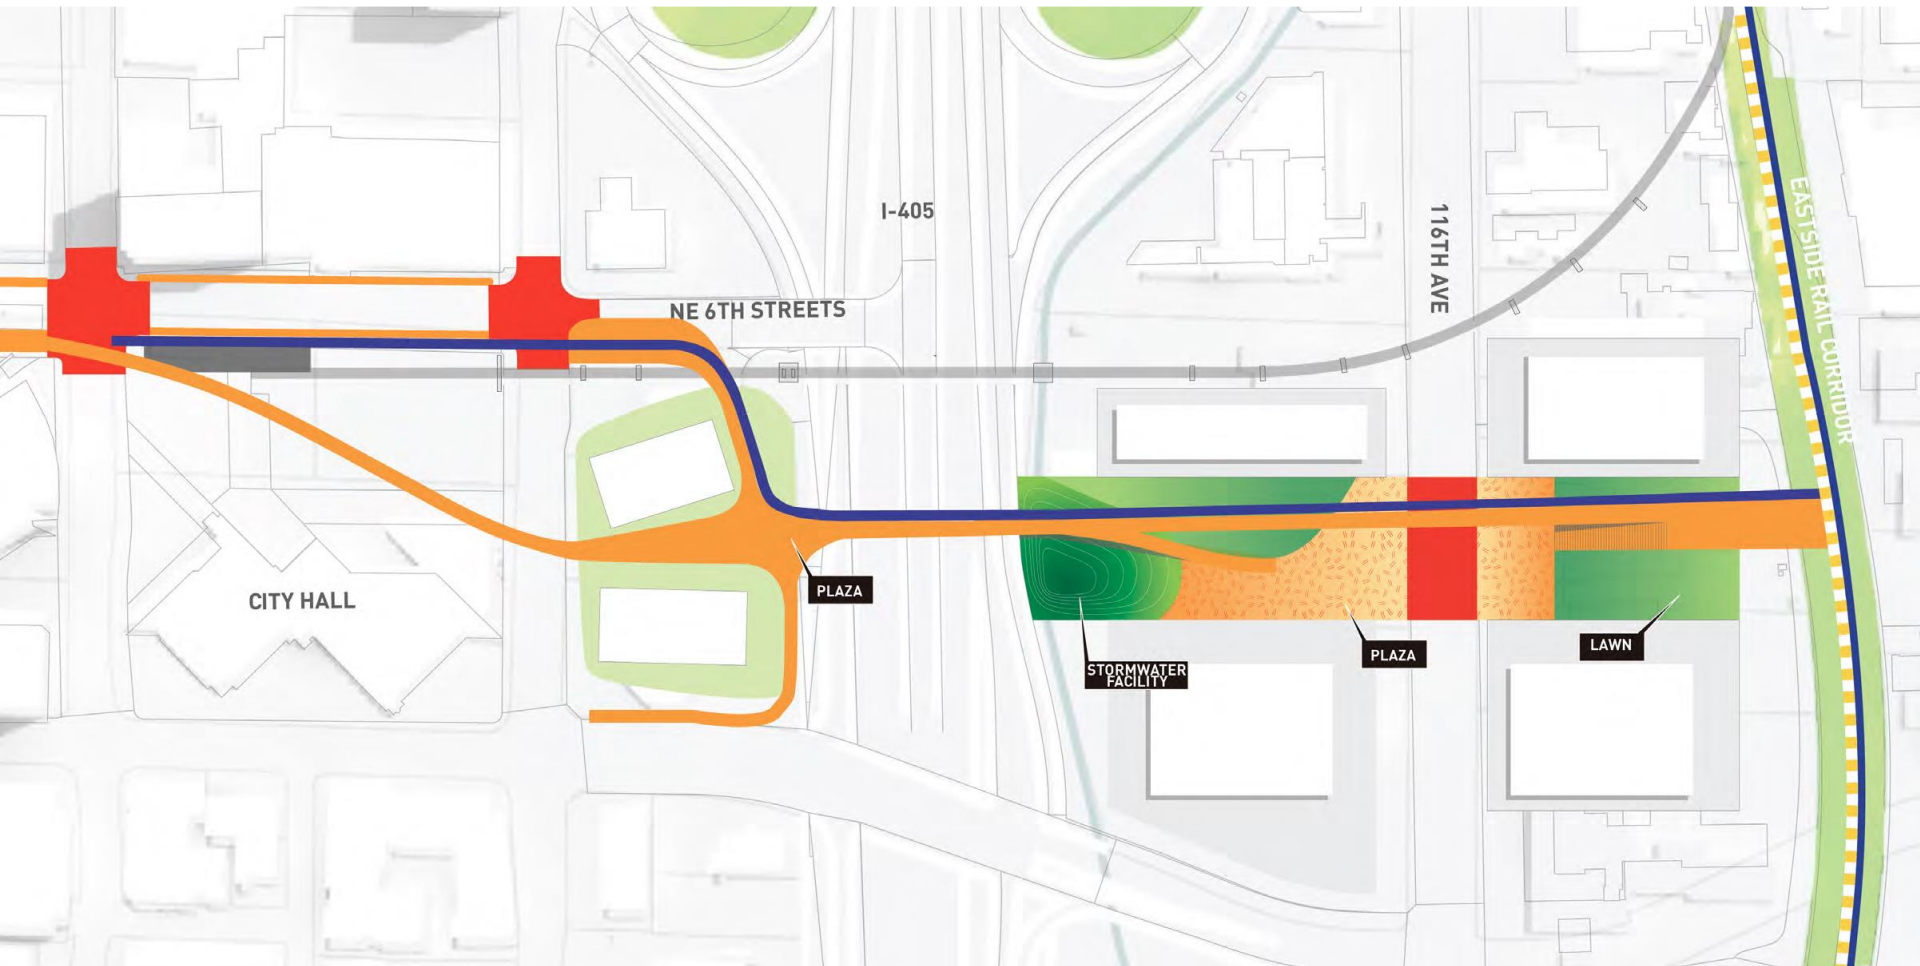 I-405
116TH AVE
EASTSIDE RAIL CORRIDOR
NE 6TH STREETS
CITY HALL
PLAZA
STORMWATER
FACILITY
PLAZA
LAWN